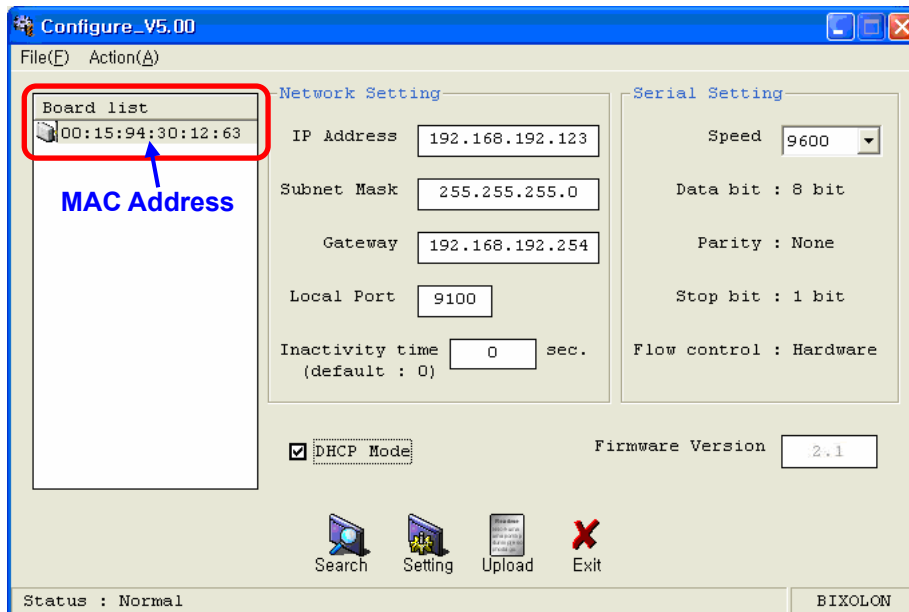 Configure_V5.00
File(F) Action(A)
Board list
00:15:94:30:12:63
MAC Address
Network Setting
IP Address 192.168.192.123
Subnet Mask 255.255.255.0
Gateway 192.168.192.254
Local Port 9100
Inactivity time 0 sec.
(default : 0)
Serial Setting
Speed 9600
Data bit : 8 bit
Parity : None
Stop bit : 1 bit
Flow control : Hardware
DHCP Mode
Firmware Version 2.1
Search Setting Upload Exit
Status : Normal BIXOLON